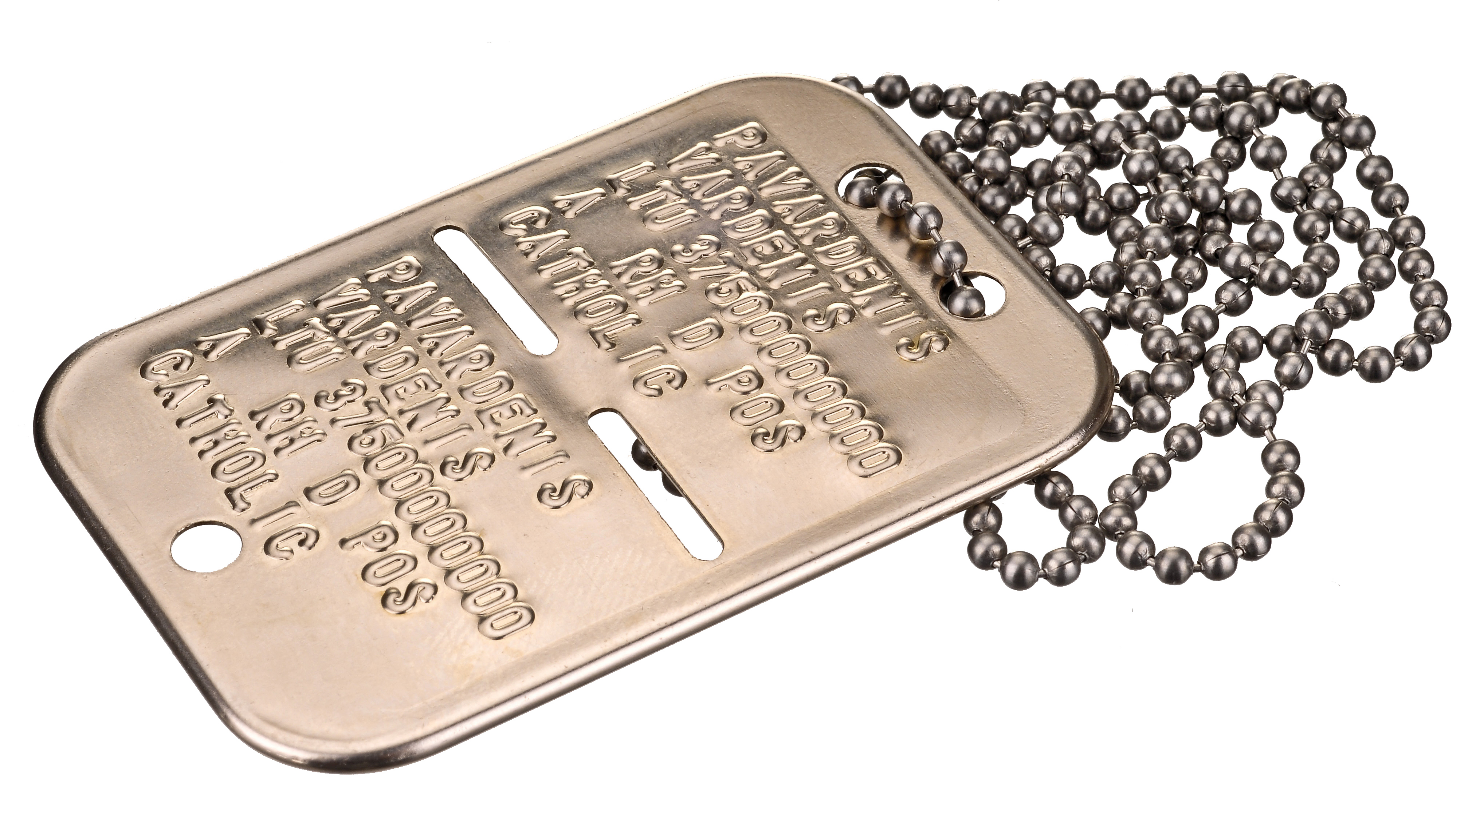 PAVARDENIS
VARDENIS
LTU 37500000000
A RH D POS
CATHOLIC
PAVARDENIS
VARDENIS
LTU 37500000000
A RH D POS
CATHOLIC